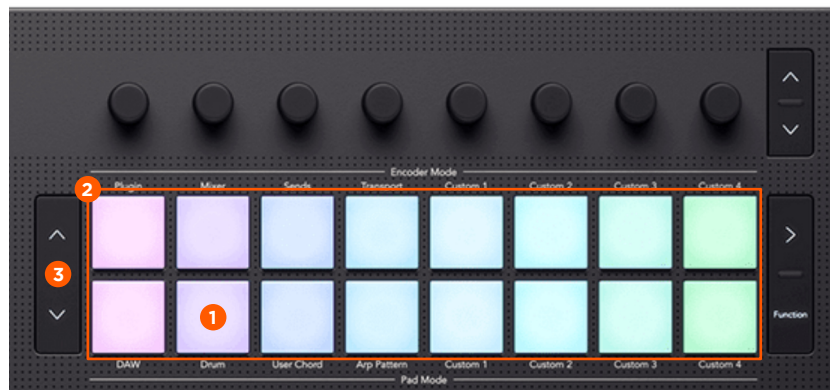 Encoder Mode
Plugin Mixer Sends Transport Custom 1 Custom 2 Custom 3 Custom 4
2
3
1
Function
DAW Drum User Chord Arp Pattern Custom 1 Custom 2 Custom 3 Custom 4
Pad Mode